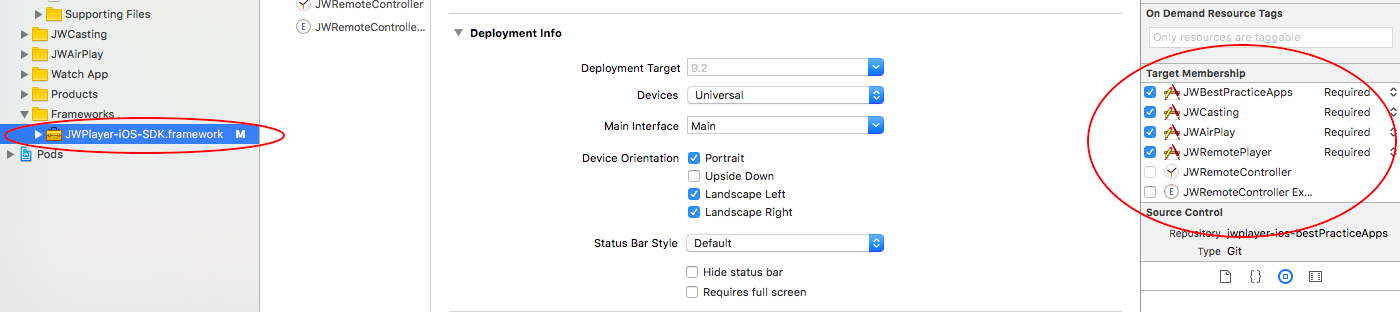 Supporting Files
JWCasting
JWAirPlay
Watch App
Products
Frameworks
JWPlayer-iOS-SDK.framework M
Pods
JWRemoteController
E JWRemoteControlle...
Deployment Info
Deployment Target 9.2
Devices Universal
Main Interface Main
Device Orientation Portrait
Upside Down
Landscape Left
Landscape Right
Status Bar Style Default
Hide status bar
Requires full screen
On Demand Resource Tags
Only resources are taggable
Target Membership
JWBestPracticeApps Required
JWCasting Required
JWAirPlay Required
JWRemotePlayer Required
JWRemoteController
E JWRemoteController Ex...
Source Control
Repository jwplayer-ios-bestPracticeApps
Type Git